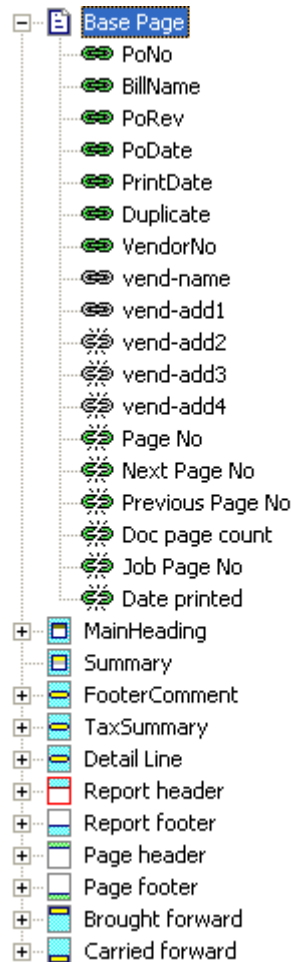 Base Page
PoNo
BillName
PoRev
PoDate
PrintDate
Duplicate
VendorNo
vend-name
vend-add1
vend-add2
vend-add3
vend-add4
Page No
Next Page No
Previous Page No
Doc page count
Job Page No
Date printed
MainHeading
Summary
FooterComment
TaxSummary
Detail Line
Report header
Report footer
Page header
Page footer
Brought forward
Carried forward